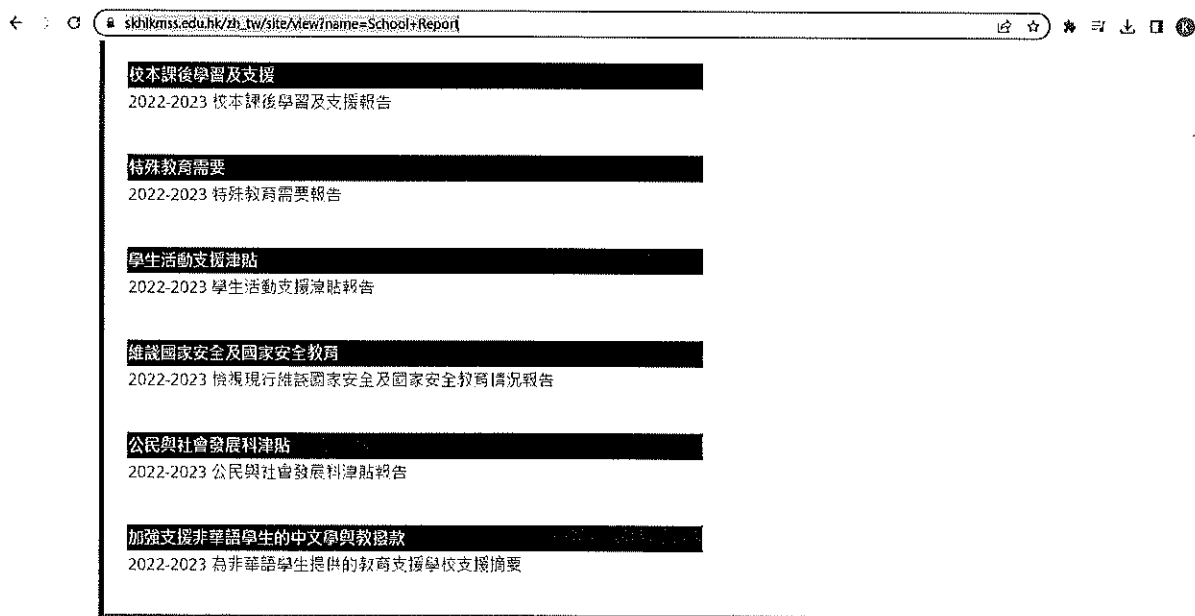 skhlkmss.edu.hk/zh_tw/site/view?name=School+Report
校本課後學習及支援
2022-2023 校本課後學習及支援報告
特殊教育需要
2022-2023 特殊教育需要報告
學生活動支援津貼
2022-2023 學生活動支援津貼報告
維護國家安全及國家安全教育
2022-2023 檢視現行維護國家安全及國家安全教育情況報告
公民與社會發展科津貼
2022-2023 公民與社會發展科津貼報告
加強支援非華語學生的中文學與教撥款
2022-2023 為非華語學生提供的教育支援學校支援摘要